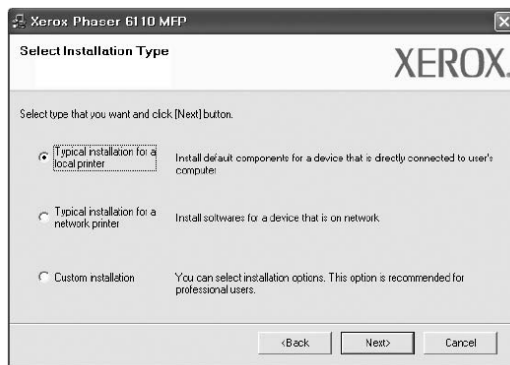 Xerox Phaser 6110 MFP
Select Installation Type
XEROX.
Select type that you want and click [Next] button.
Typical installation for a
local printer
Install default components for a device that is directly connected to user's
computer
Typical installation for a
network printer
Install softwares for a device that is on network
Custom installation
You can select installation options. This option is recommended for
professional users.
<Back
Next>
Cancel